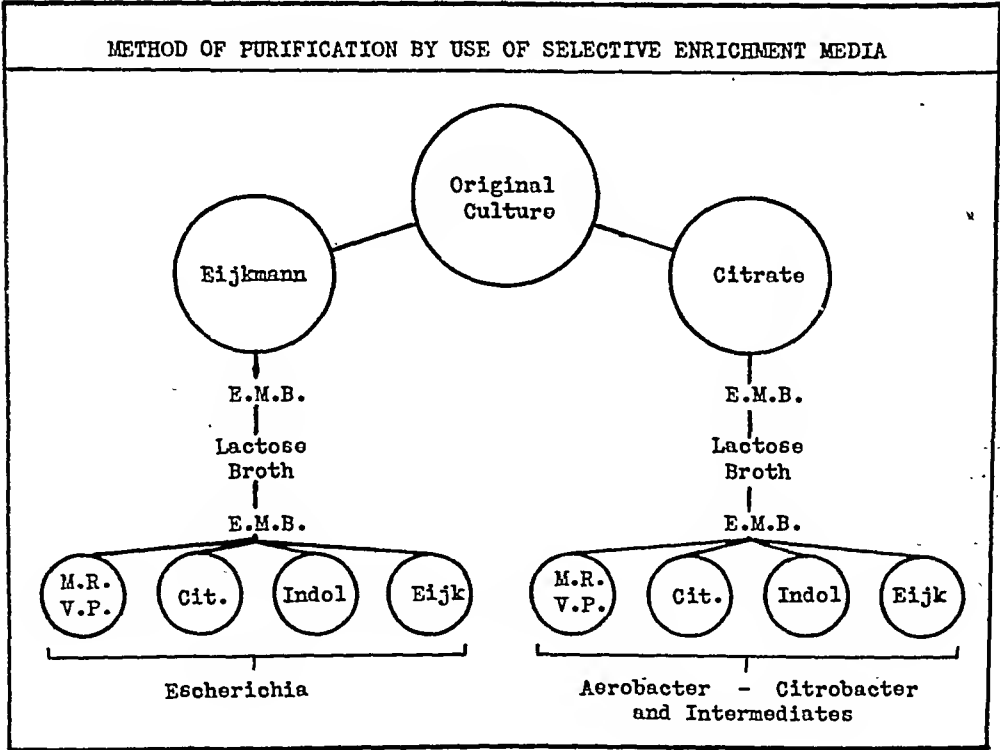 METHOD OF PURIFICATION BY USE OF SELECTIVE ENRICHMENT MEDIA
Original
Culture
Eijkmann
Citrate
E.M.B.
Lactose
Broth
E.M.B.
E.M.B.
Lactose
Broth
E.M.B.
M.R.
V.P.
Cit.
Indol
Eijk
M.R.
V.P.
Cit.
Indol
Eijk
Escherichia
Aerobacter - Citrobacter
and Intermediates